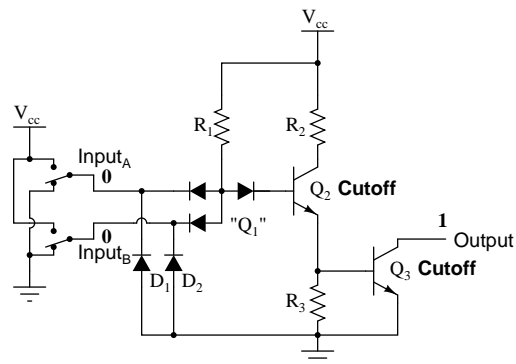 Vcc
Vcc
R1
R2
InputA
0
Q2 Cutoff
"Q1"
0
InputB
1
Output
Q3 Cutoff
D1
D2
R3